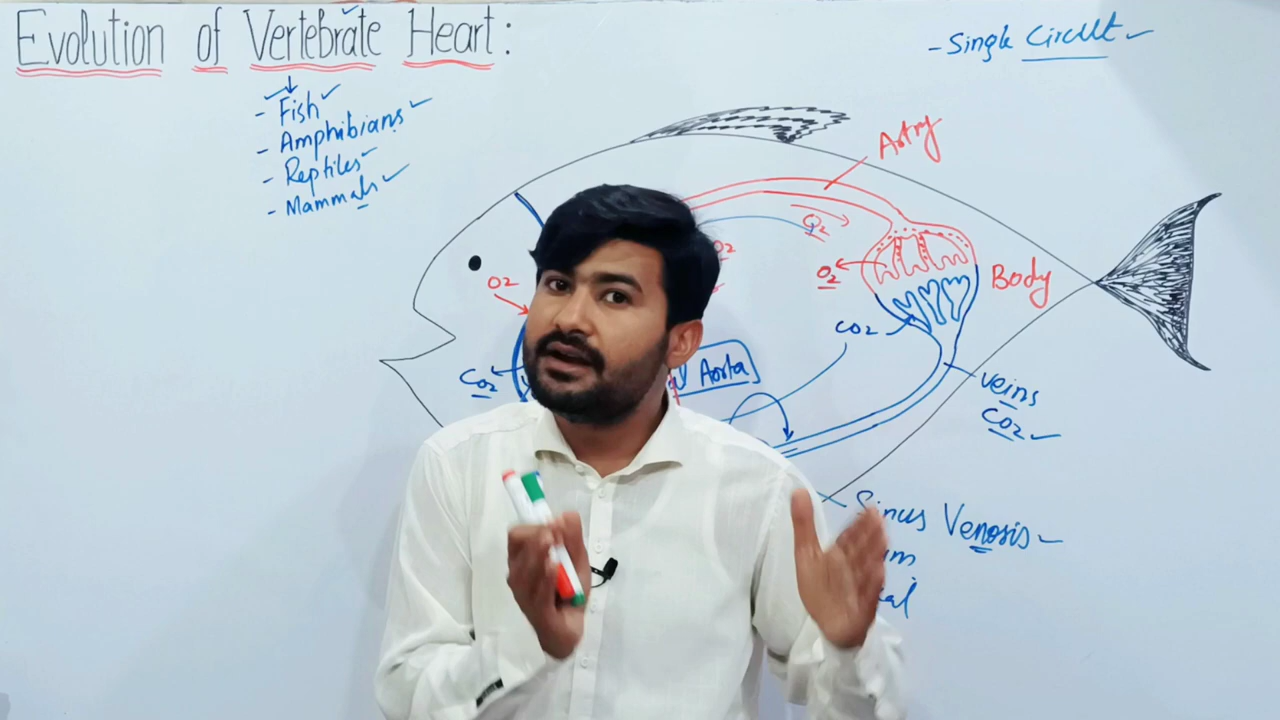 Evolution of Vertebrate Heart:
- Single Circuit
- Fish
- Amphibians
- Reptiles
- Mammals
Artry
O2
O2
O2
O2
Body
CO2
CO2
Aorta
veins
CO2
Sinus Venosis